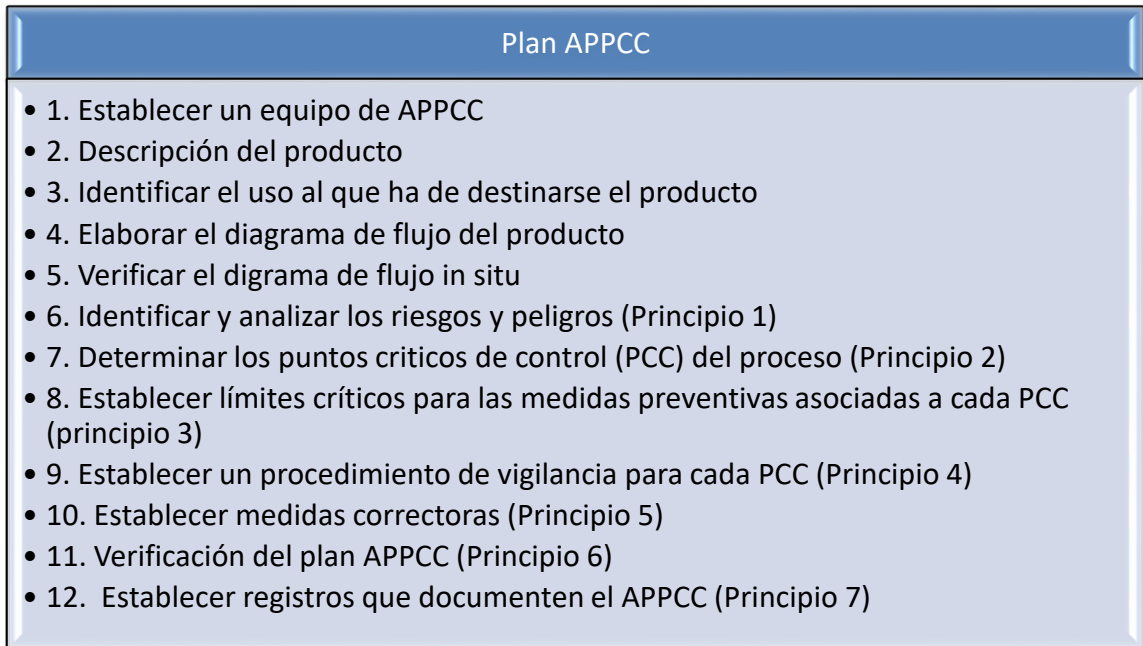 Plan APPCC
• 1. Establecer un equipo de APPCC
• 2. Descripción del producto
• 3. Identificar el uso al que ha de destinarse el producto
• 4. Elaborar el diagrama de flujo del producto
• 5. Verificar el digrama de flujo in situ
• 6. Identificar y analizar los riesgos y peligros (Principio 1)
• 7. Determinar los puntos criticos de control (PCC) del proceso (Principio 2)
• 8. Establecer límites críticos para las medidas preventivas asociadas a cada PCC
(principio 3)
• 9. Establecer un procedimiento de vigilancia para cada PCC (Principio 4)
• 10. Establecer medidas correctoras (Principio 5)
• 11. Verificación del plan APPCC (Principio 6)
• 12.  Establecer registros que documenten el APPCC (Principio 7)